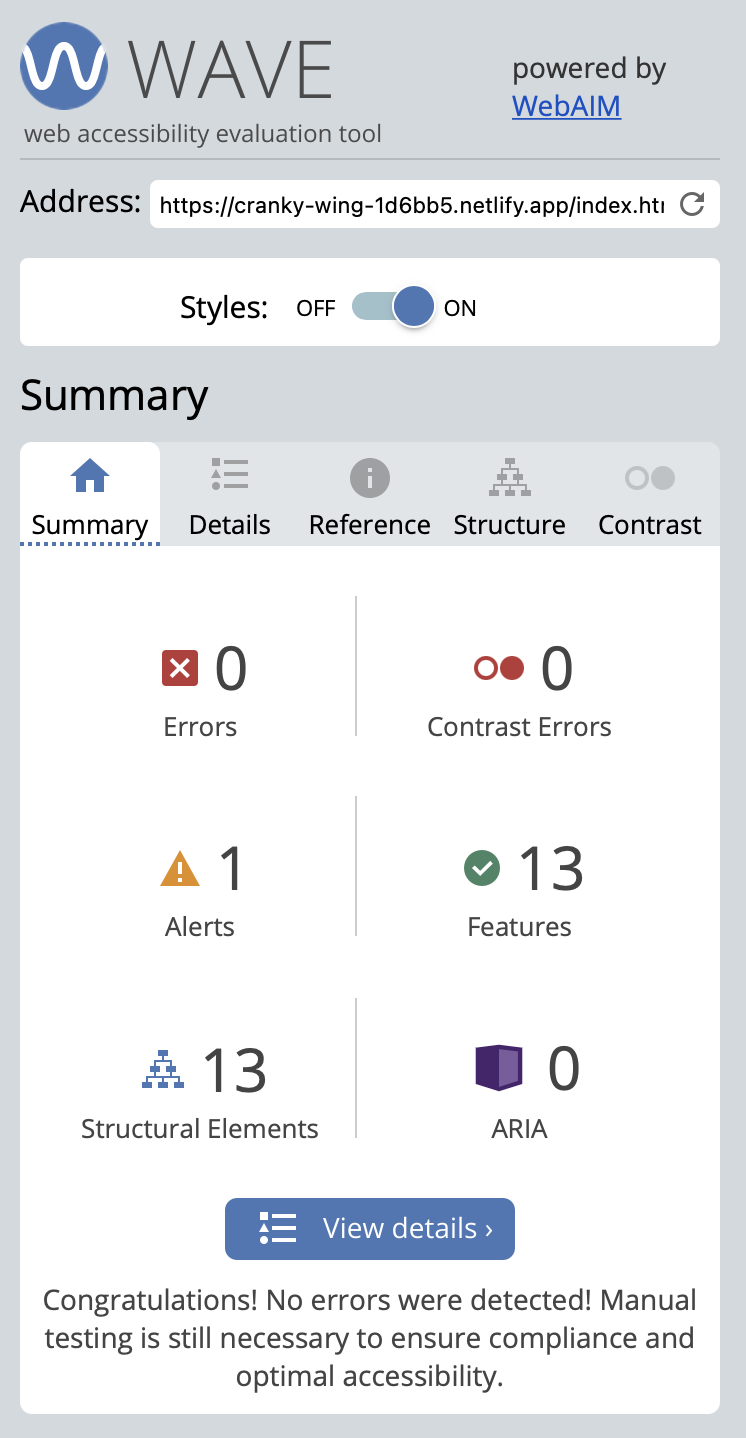 WAVE
powered by
WebAIM
web accessibility evaluation tool
Address: https://cranky-wing-1d6bb5.netlify.app/index.htm
Styles: OFF ON
Summary
Summary Details Reference Structure Contrast
0 0
Errors Contrast Errors
1 13
Alerts Features
13 0
Structural Elements ARIA
View details ›
Congratulations! No errors were detected! Manual
testing is still necessary to ensure compliance and
optimal accessibility.